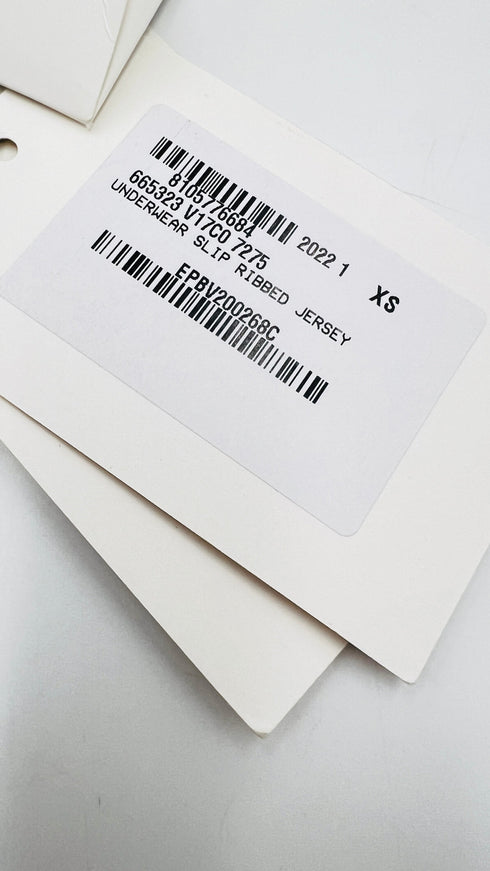 8105776684 2022 1
665323 V17C0 7275 XS
UNDERWEAR SLIP RIBBED JERSEY
EPBV200268C